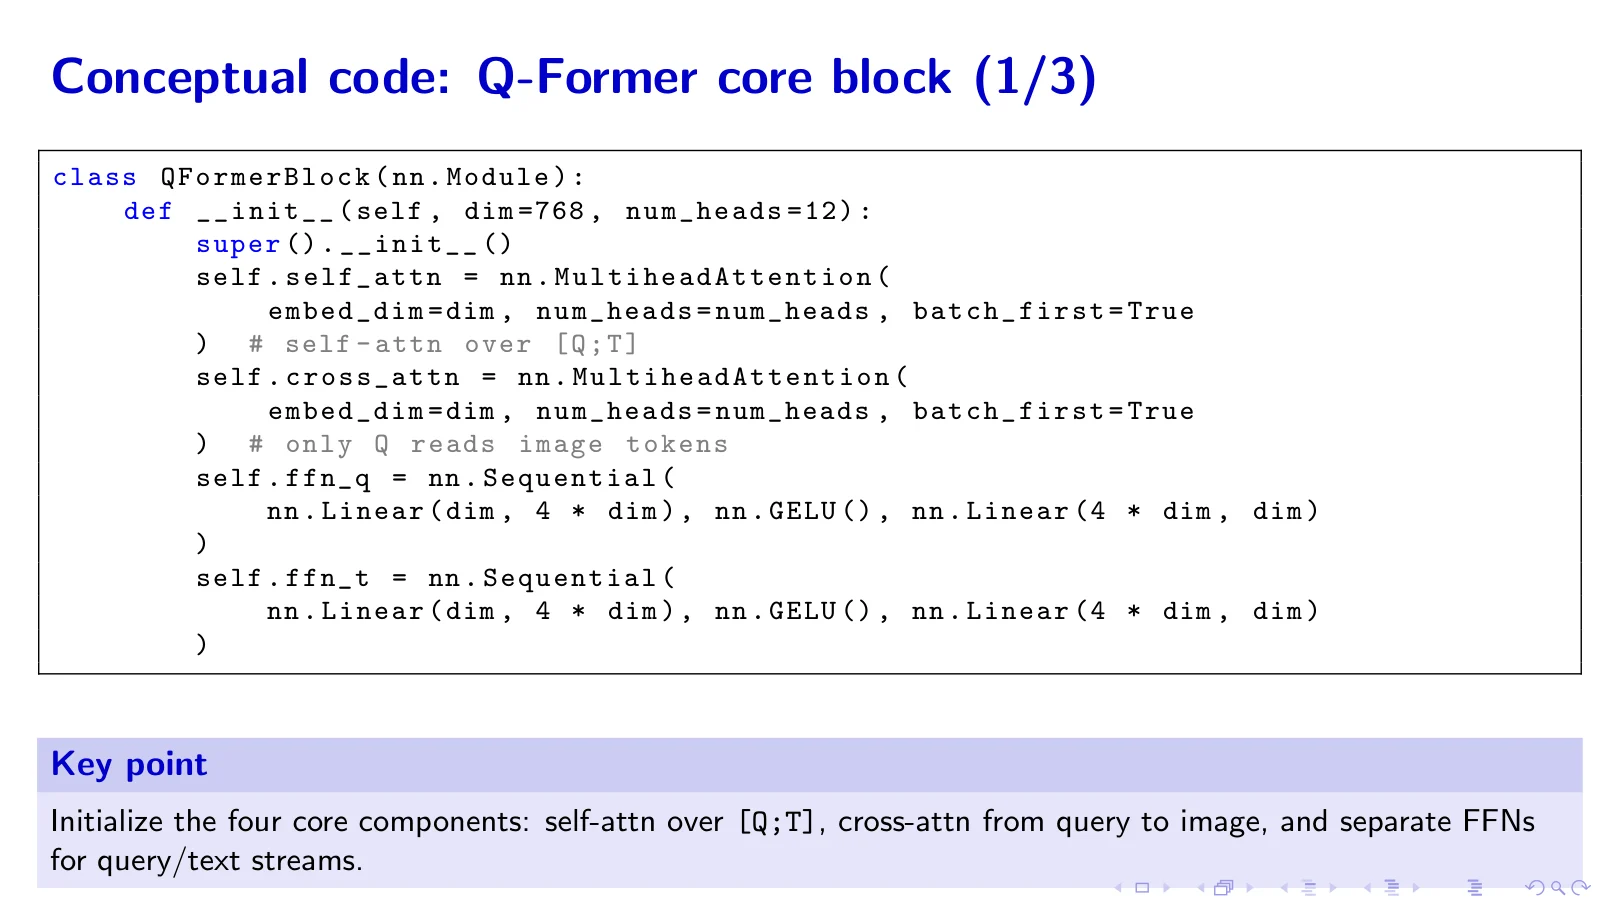 Conceptual code: Q-Former core block (1/3)
class QFormerBlock(nn.Module):
    def __init__(self, dim=768, num_heads=12):
        super().__init__()
        self.self_attn = nn.MultiheadAttention(
            embed_dim=dim, num_heads=num_heads, batch_first=True
        )  # self-attn over [Q;T]
        self.cross_attn = nn.MultiheadAttention(
            embed_dim=dim, num_heads=num_heads, batch_first=True
        )  # only Q reads image tokens
        self.ffn_q = nn.Sequential(
            nn.Linear(dim, 4 * dim), nn.GELU(), nn.Linear(4 * dim, dim)
        )
        self.ffn_t = nn.Sequential(
            nn.Linear(dim, 4 * dim), nn.GELU(), nn.Linear(4 * dim, dim)
        )
Key point
Initialize the four core components: self-attn over [Q;T], cross-attn from query to image, and separate FFNs
for query/text streams.